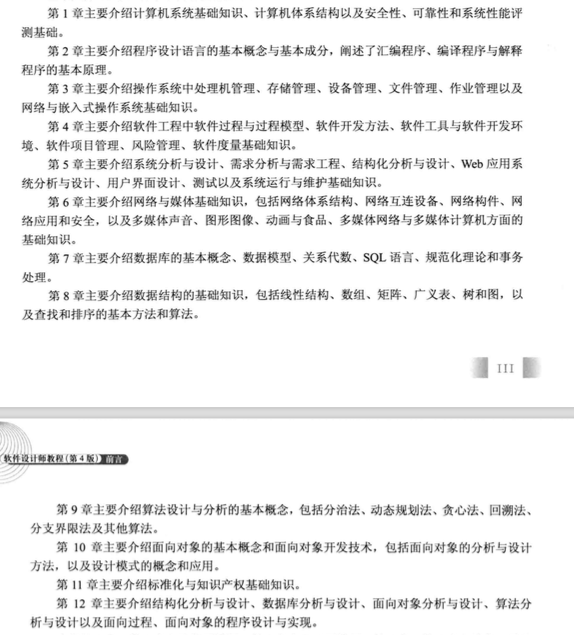 第 1 章主要介绍计算机系统基础知识、计算机体系结构以及安全性、可靠性和系统性能评
测基础。
第 2 章主要介绍程序设计语言的基本概念与基本成分，阐述了汇编程序、编译程序与解释
程序的基本原理。
第 3 章主要介绍操作系统中处理机管理、存储管理、设备管理、文件管理、作业管理以及
网络与嵌入式操作系统基础知识。
第 4 章主要介绍软件工程中软件过程与过程模型、软件开发方法、软件工具与软件开发环
境、软件项目管理、风险管理、软件度量基础知识。
第 5 章主要介绍系统分析与设计、需求分析与需求工程、结构化分析与设计、Web 应用系
统分析与设计、用户界面设计、测试以及系统运行与维护基础知识。
第 6 章主要介绍网络与媒体基础知识，包括网络体系结构、网络互连设备、网络构件、网
络应用和安全，以及多媒体声音、图形图像、动画与食品、多媒体网络与多媒体计算机方面的
基础知识。
第 7 章主要介绍数据库的基本概念、数据模型、关系代数、SQL 语言、规范化理论和事务
处理。
第 8 章主要介绍数据结构的基础知识，包括线性结构、数组、矩阵、广义表、树和图，以
及查找和排序的基本方法和算法。
III
软件设计师教程（第 4 版） 前言
第 9 章主要介绍算法设计与分析的基本概念，包括分治法、动态规划法、贪心法、回溯法、
分支界限法及其他算法。
第 10 章主要介绍面向对象的基本概念和面向对象开发技术，包括面向对象的分析与设计
方法，以及设计模式的概念和应用。
第 11 章主要介绍标准化与知识产权基础知识。
第 12 章主要介绍结构化分析与设计、数据库分析与设计、面向对象分析与设计、算法分
析与设计以及面向过程、面向对象的程序设计与实现。